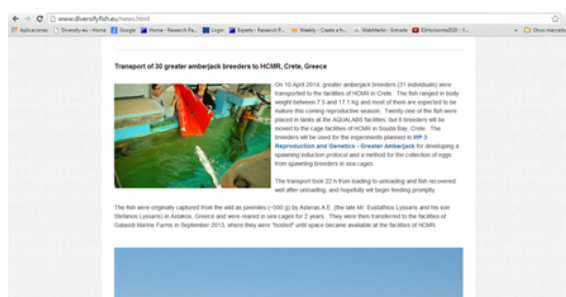 www.diversifyfish.eu/news.html
Aplicaciones Diversify-eu - Home Google Home - Research Pa... Login Experts - Research P... Weekly - Create a h... WebMerlin - Estrada ESHorizonte2020 - Y... Otros marcado
Transport of 30 greater amberjack breeders to HCMR, Crete, Greece
On 10 April 2014, greater amberjack breeders (31 individuals) were
transported to the facilities of HCMR in Crete. The fish ranged in body
weight between 7.5 and 17.1 kg and most of them are expected to be
mature this coming reproductive season. Twenty-one of the fish were
placed in tanks at the AQUALABS facilities, but 8 breeders will be
moved to the cage facilities of HCMR in Souda Bay, Crete. The
breeders will be used for the experiments planned in WP 3
Reproduction and Genetics - Greater Amberjack for developing a
spawning induction protocol and a method for the collection of eggs
from spawning breeders in sea cages.
The transport took 22 h from loading to unloading and fish recovered
well after unloading, and hopefully will begin feeding promptly.
The fish were originally captured from the wild as juveniles (~500 g) by Asteras A.E. (the late Mr. Eustathios Lyssaris and his son
Stefanos Lyssaris) in Astakos, Greece and were reared in sea cages for 2 years. They were then transferred to the facilities of
Galaxidi Marine Farms in September 2013, where they were "hosted" until space became available at the facilities of HCMR.